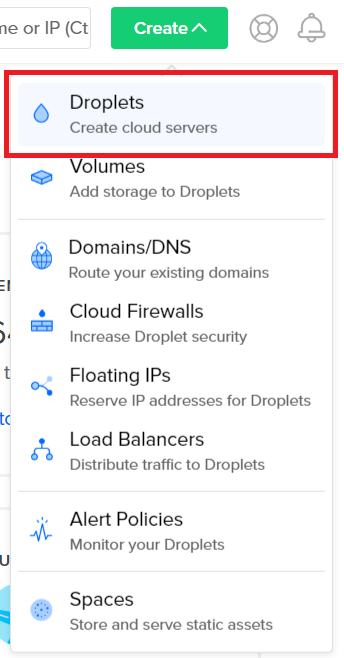 me or IP (Ct
Create
Droplets
Create cloud servers
Volumes
Add storage to Droplets
Domains/DNS
Route your existing domains
Cloud Firewalls
Increase Droplet security
Floating IPs
Reserve IP addresses for Droplets
Load Balancers
Distribute traffic to Droplets
Alert Policies
Monitor your Droplets
Spaces
Store and serve static assets